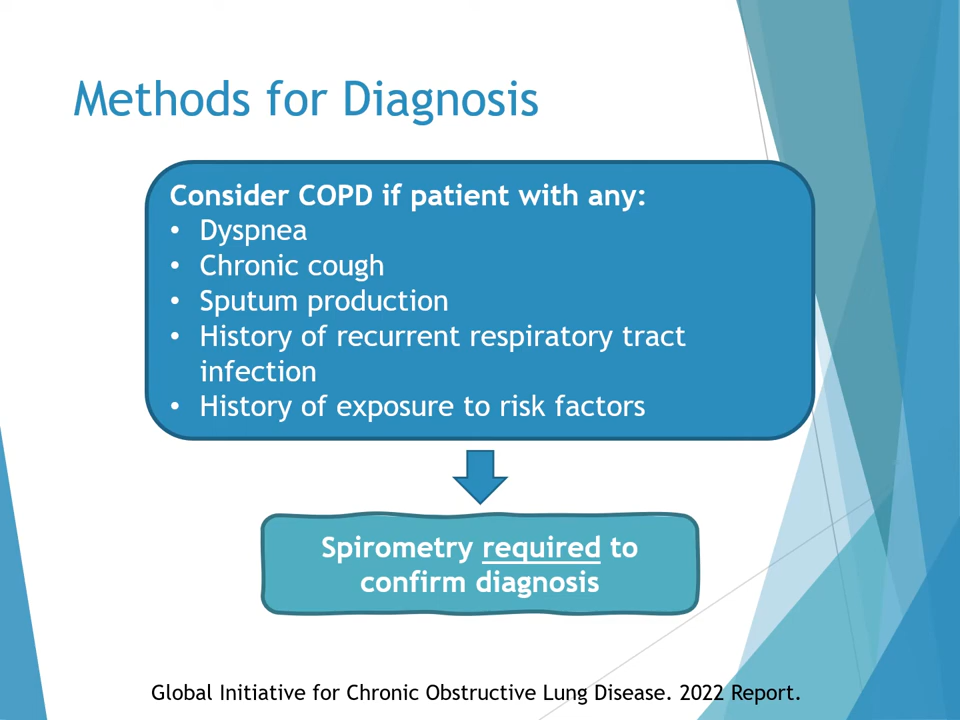 Methods for Diagnosis
Consider COPD if patient with any:
• Dyspnea
• Chronic cough
• Sputum production
• History of recurrent respiratory tract
infection
• History of exposure to risk factors
Spirometry required to
confirm diagnosis
Global Initiative for Chronic Obstructive Lung Disease. 2022 Report.